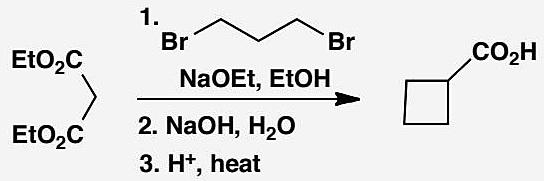 1.
Br Br
EtO₂C
NaOEt, EtOH
CO₂H
EtO₂C
2. NaOH, H₂O
3. H⁺, heat